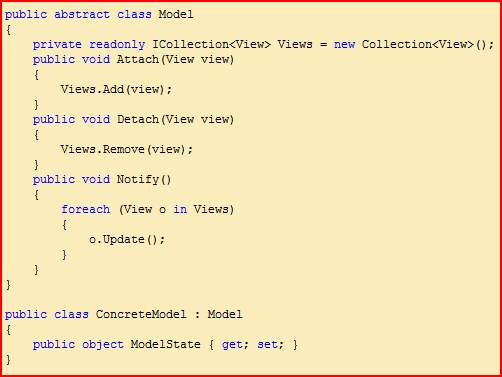 public abstract class Model
{
    private readonly ICollection<View> Views = new Collection<View>();
    public void Attach(View view)
    {
        Views.Add(view);
    }
    public void Detach(View view)
    {
        Views.Remove(view);
    }
    public void Notify()
    {
        foreach (View o in Views)
        {
            o.Update();
        }
    }
}

public class ConcreteModel : Model
{
    public object ModelState { get; set; }
}